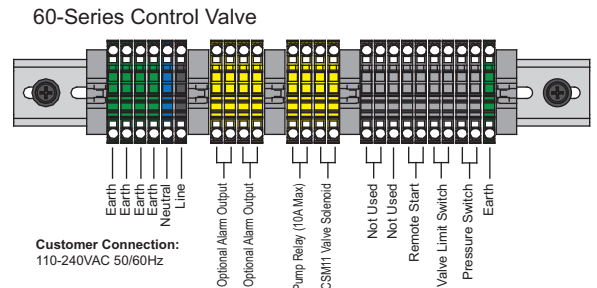 60-Series Control Valve
Earth
Earth
Earth
Earth
Neutral
Line
Optional Alarm Output
Optional Alarm Output
Pump Relay (10A Max)
CSM11 Valve Solenoid
Not Used
Not Used
Remote Start
Valve Limit Switch
Pressure Switch
Earth
Customer Connection:
110-240VAC 50/60Hz